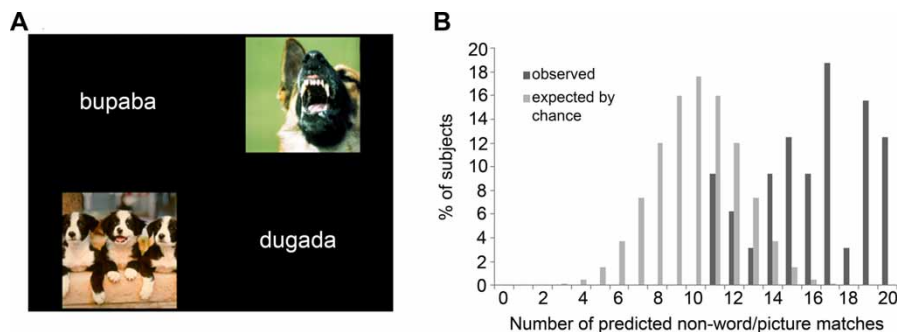 A
bupaba
dugada
B
20
18
16
14
12
10
8
6
4
2
0
% of subjects
observed
expected by
chance
0 2 4 6 8 10 12 14 16 18 20
Number of predicted non-word/picture matches